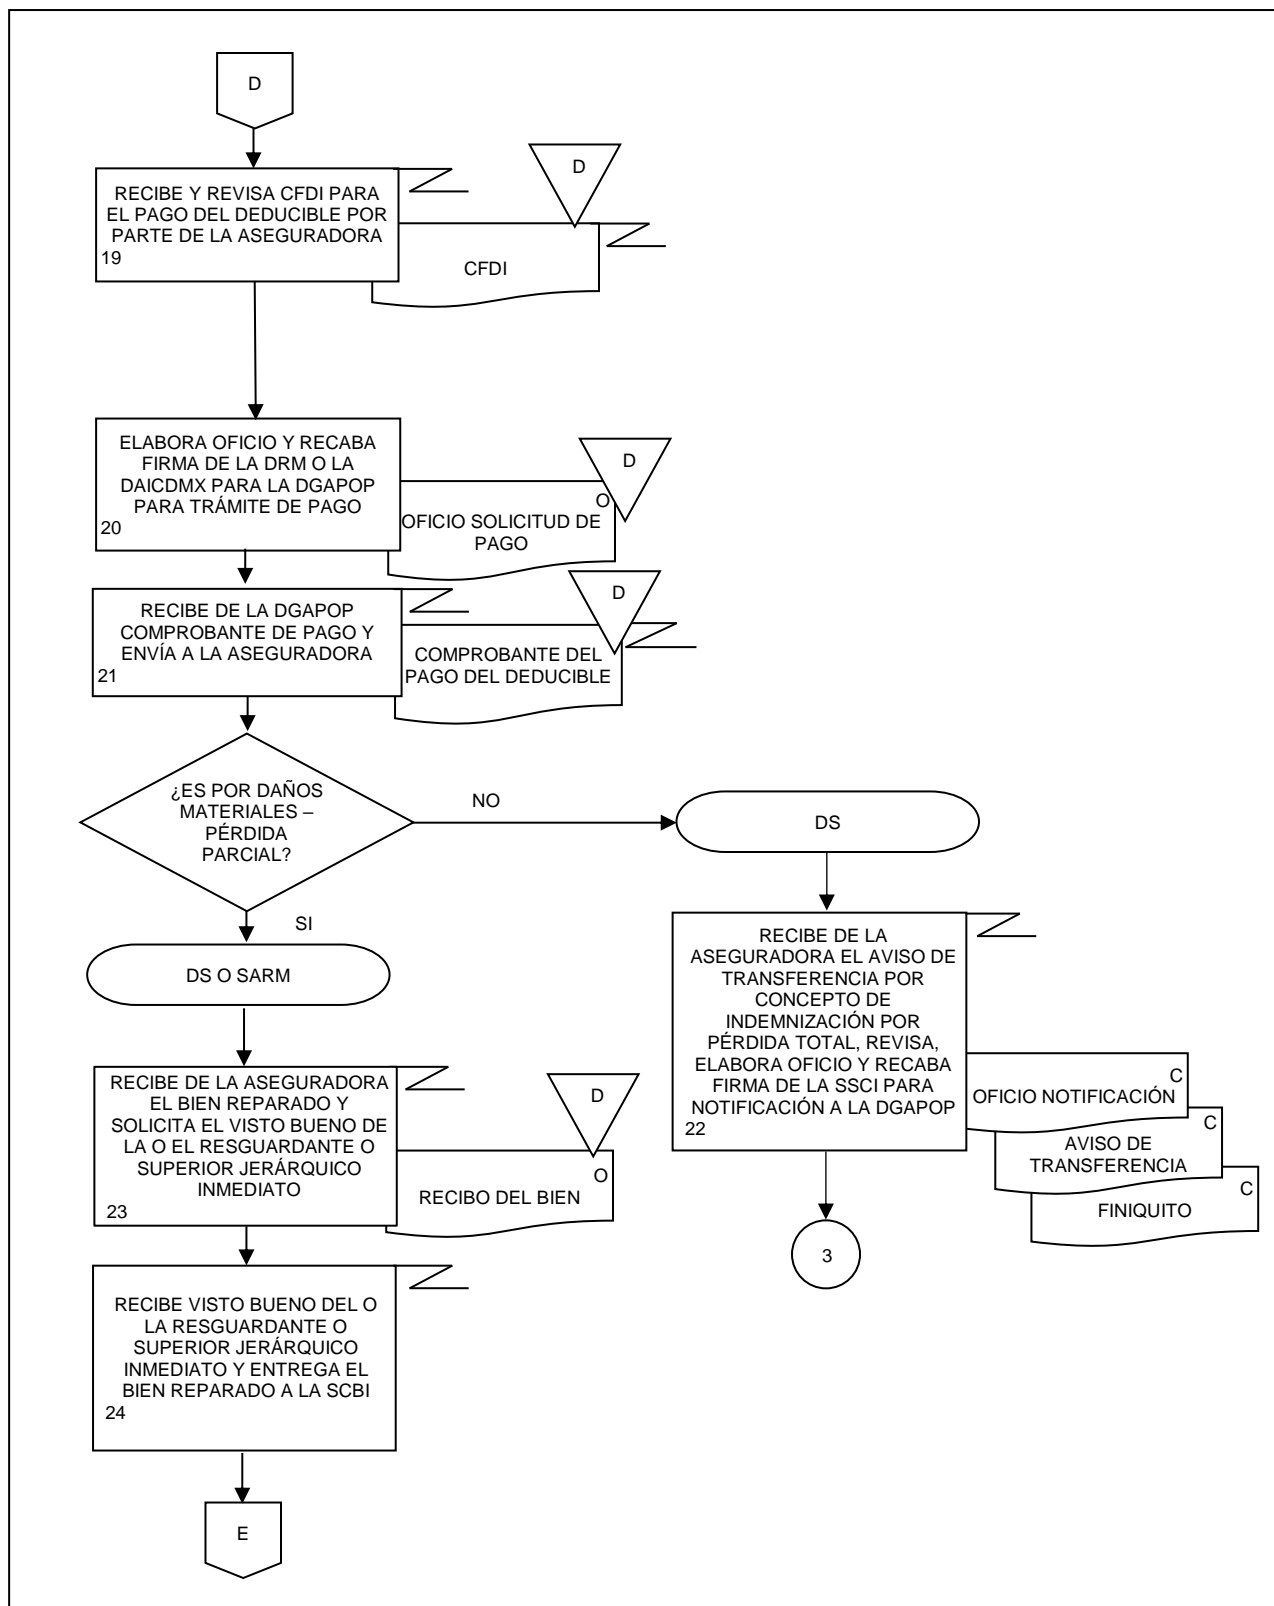 D
RECIBE Y REVISA CFDI PARA
EL PAGO DEL DEDUCIBLE POR
PARTE DE LA ASEGURADORA
19
D
CFDI
ELABORA OFICIO Y RECABA
FIRMA DE LA DRM O LA
DAICDMX PARA LA DGAPOP
PARA TRÁMITE DE PAGO
20
D
O
OFICIO SOLICITUD DE
PAGO
RECIBE DE LA DGAPOP
COMPROBANTE DE PAGO Y
ENVÍA A LA ASEGURADORA
21
D
COMPROBANTE DEL
PAGO DEL DEDUCIBLE
¿ES POR DAÑOS
MATERIALES –
PÉRDIDA
PARCIAL?
NO
DS
SI
DS O SARM
RECIBE DE LA
ASEGURADORA EL AVISO DE
TRANSFERENCIA POR
CONCEPTO DE
INDEMNIZACIÓN POR
PÉRDIDA TOTAL, REVISA,
ELABORA OFICIO Y RECABA
FIRMA DE LA SSCI PARA
NOTIFICACIÓN A LA DGAPOP
22
C
OFICIO NOTIFICACIÓN
C
AVISO DE
TRANSFERENCIA
C
FINIQUITO
3
RECIBE DE LA ASEGURADORA
EL BIEN REPARADO Y
SOLICITA EL VISTO BUENO DE
LA O EL RESGUARDANTE O
SUPERIOR JERÁRQUICO
INMEDIATO
23
D
O
RECIBO DEL BIEN
RECIBE VISTO BUENO DEL O
LA RESGUARDANTE O
SUPERIOR JERÁRQUICO
INMEDIATO Y ENTREGA EL
BIEN REPARADO A LA SCBI
24
E